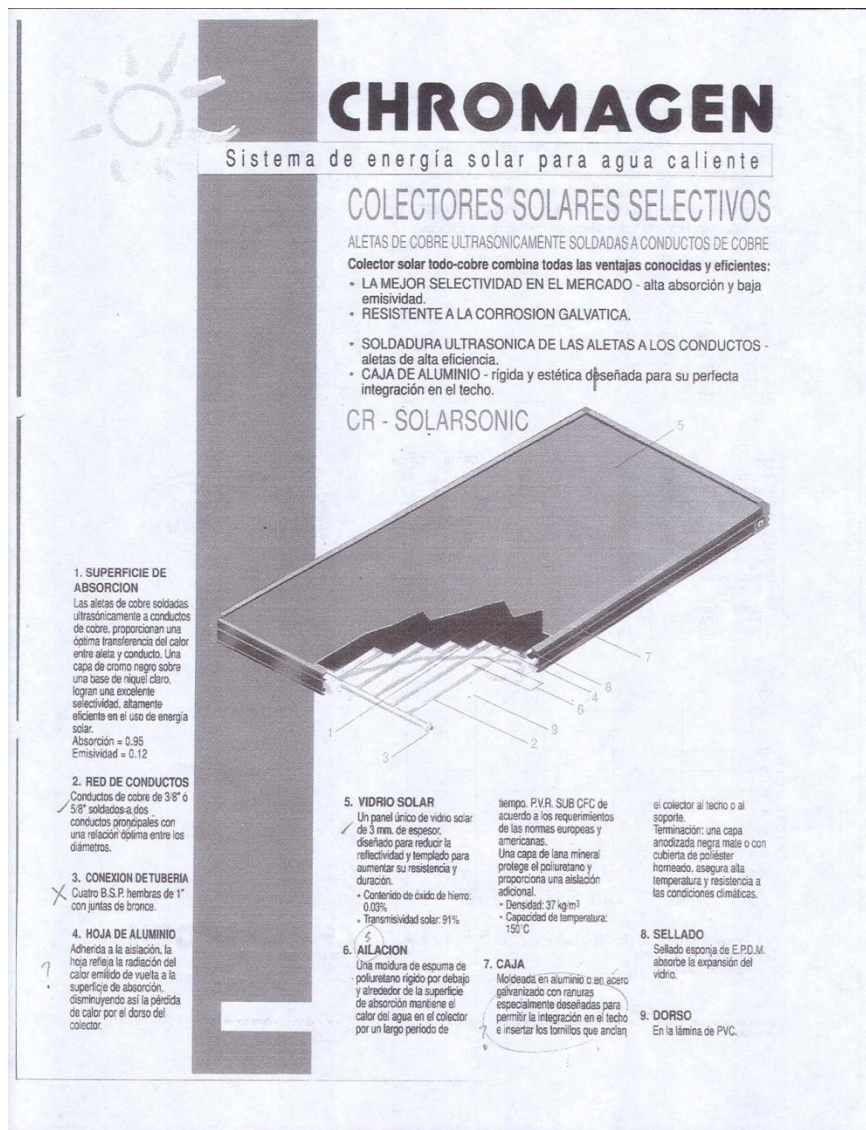 CHROMAGEN
Sistema de energía solar para agua caliente
COLECTORES SOLARES SELECTIVOS
ALETAS DE COBRE ULTRASONICAMENTE SOLDADAS A CONDUCTOS DE COBRE
Colector solar todo-cobre combina todas las ventajas conocidas y eficientes:
* LA MEJOR SELECTIVIDAD EN EL MERCADO - alta absorción y baja
emisividad.
* RESISTENTE A LA CORROSION GALVATICA.
* SOLDADURA ULTRASONICA DE LAS ALETAS A LOS CONDUCTOS -
aletas de alta eficiencia.
* CAJA DE ALUMINIO - rígida y estética deseñada para su perfecta
integración en el techo.
CR - SOLARSONIC
5
7
8
4
6
9
2
1
3
1. SUPERFICIE DE
ABSORCION
Las aletas de cobre soldadas
ultrasónicamente a conductos
de cobre, proporcionan una
óptima transferencia del calor
entre aleta y conducto. Una
capa de cromo negro sobre
una base de niquel claro,
logran una excelente
selectividad, altamente
eficiente en el uso de energía
solar.
Absorción = 0.95
Emisividad = 0.12
2. RED DE CONDUCTOS
Conductos de cobre de 3/8" ó
5/8" soldados a dos
conductos proncipales con
una relación óptima entre los
diámetros.
3. CONEXION DE TUBERIA
X Cuatro B.S.P. hembras de 1"
con juntas de bronce.
4. HOJA DE ALUMINIO
Adherida a la aislación, la
hoja refleja la radiación del
calor emitido de vuelta a la
? superficje de absorción,
disminuyendo así la pérdida
de calor por el dorso del
colector.
5. VIDRIO SOLAR
Un panel único de vidrio solar
de 3 mm. de espesor,
diseñado para reducir la
reflectividad y templado para
aumentar su resistencia y
duración.
* Contenido de óxido de hierro:
0.03%
* Transmisividad solar: 91%
s
6. AILACION
Una moldura de espuma de
poliuretano rígido por debajo
y alrededor de la superficie
de absorción mantiene el
calor del agua en el colector
por un largo período de
tiempo. P.V.R. SUB CFC de
acuerdo a los requerimientos
de las normas europeas y
americanas.
Una capa de lana mineral
protege el poliuretano y
proporciona una aislación
adicional.
* Densidad: 37 kg/m³
* Capacidad de temperatura:
150°C
7. CAJA
Moldeada en aluminio o en acero
galvanizado con ranuras
especialmente deseñadas para
permitir la integración en el techo
? e insertar los tornillos que anclan
el colector al techo o al
soporte.
Terminación: una capa
anodizada negra mate o con
cubierta de poliéster
horneado, asegura alta
temperatura y resistencia a
las condiciones climáticas.
8. SELLADO
Sellado esponja de E.P.D.M.
absorbe la expansión del
vidrio.
9. DORSO
En la lámina de PVC.